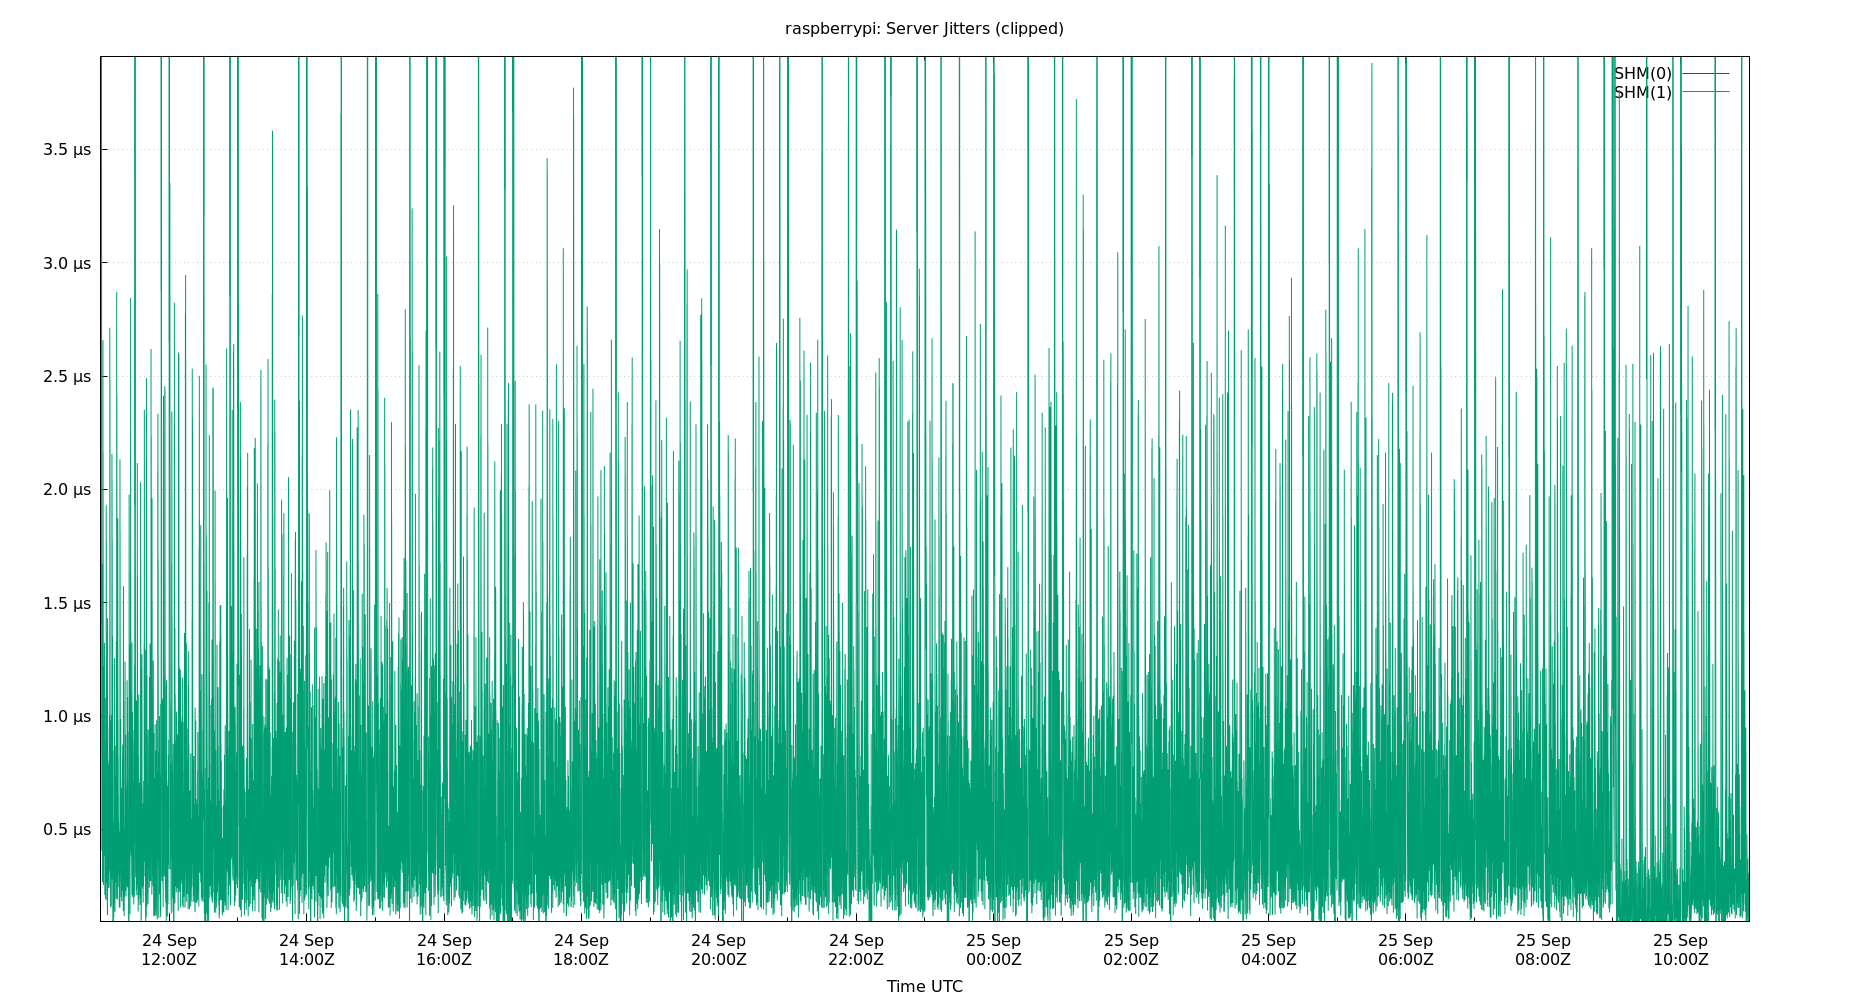 raspberrypi: Server Jitters (clipped)
SHM(0)
SHM(1)
3.5 µs
3.0 µs
2.5 µs
2.0 µs
1.5 µs
1.0 µs
0.5 µs
24 Sep 24 Sep 24 Sep 24 Sep 24 Sep 24 Sep 25 Sep 25 Sep 25 Sep 25 Sep 25 Sep 25 Sep
12:00Z 14:00Z 16:00Z 18:00Z 20:00Z 22:00Z 00:00Z 02:00Z 04:00Z 06:00Z 08:00Z 10:00Z
Time UTC